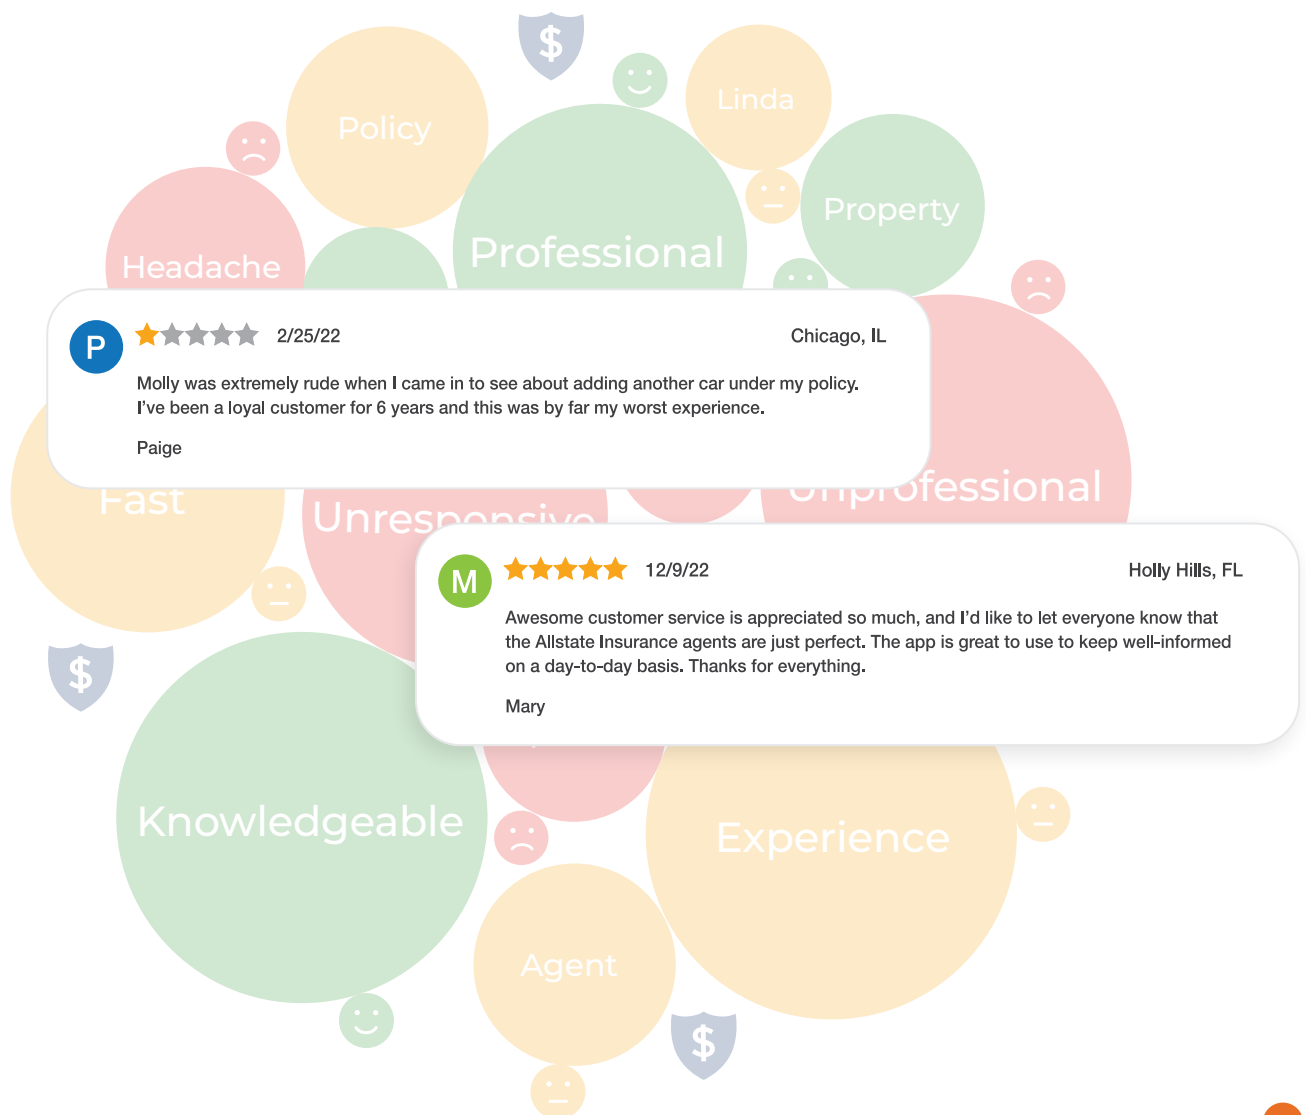 $
Linda
Policy
Property
Professional
Headache
P 2/25/22 Chicago, IL
Molly was extremely rude when I came in to see about adding another car under my policy.
I've been a loyal customer for 6 years and this was by far my worst experience.
Paige
Unprofessional
Fast
Unresponsive
M 12/9/22 Holly Hills, FL
Awesome customer service is appreciated so much, and I'd like to let everyone know that
the Allstate Insurance agents are just perfect. The app is great to use to keep well-informed
on a day-to-day basis. Thanks for everything.
Mary
$
Knowledgeable
Experience
Agent
$